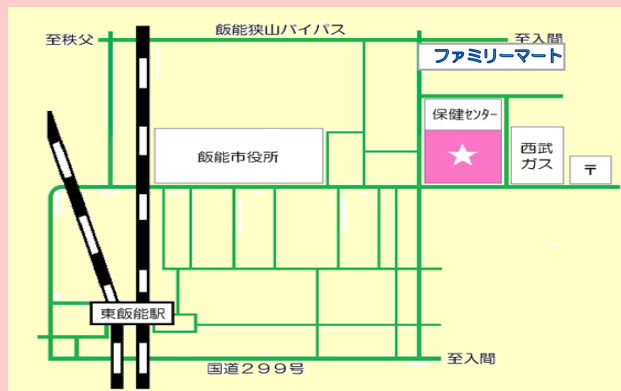 飯能狭山バイパス
至秩父
至入間
ファミリーマート
保健センター
飯能市役所
西武
ガス
〒
東飯能駅
至入間
国道299号